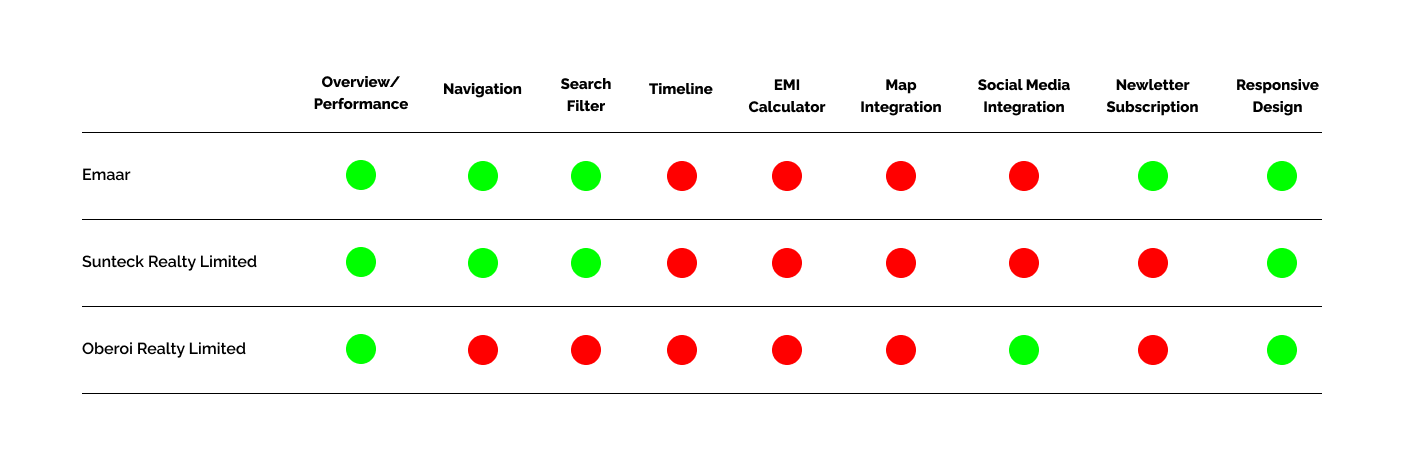 Overview/
Performance
Navigation
Search
Filter
Timeline
EMI
Calculator
Map
Integration
Social Media
Integration
Newletter
Subscription
Responsive
Design
Emaar
Sunteck Realty Limited
Oberoi Realty Limited